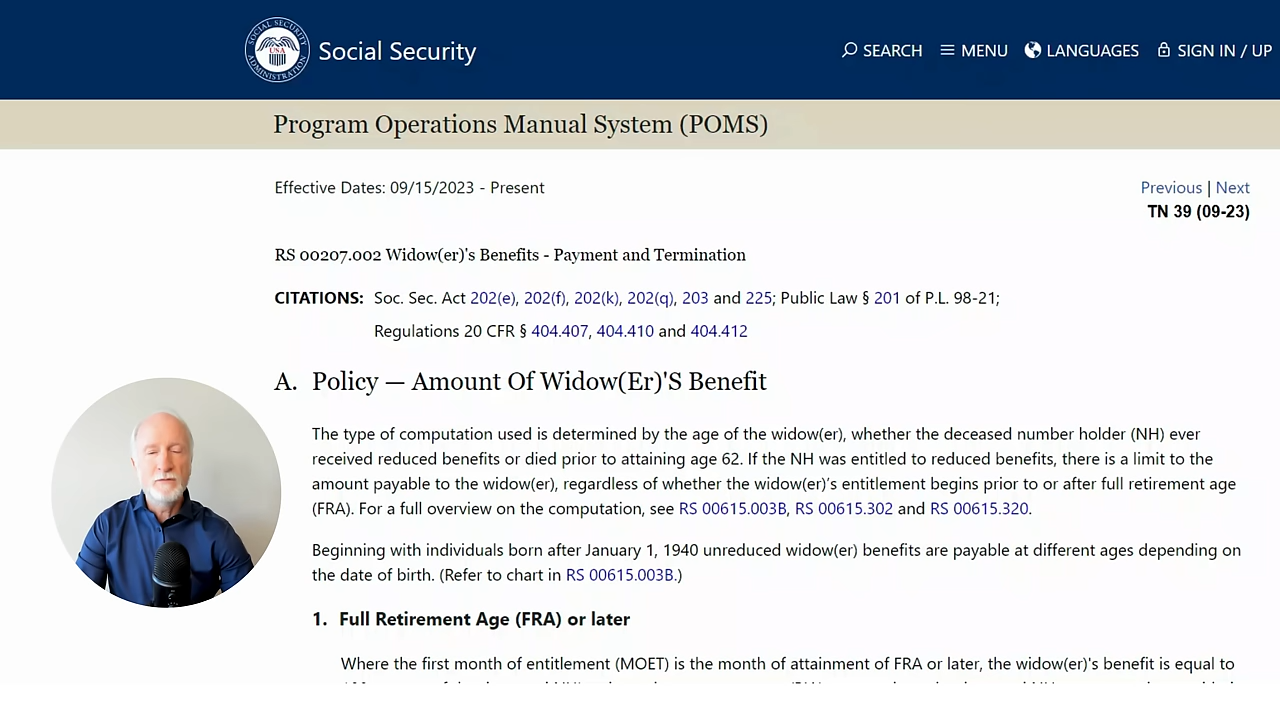 SOCIAL SECURITY ADMINISTRATION
USA
Social Security
SEARCH
MENU
LANGUAGES
SIGN IN / UP
Program Operations Manual System (POMS)
Effective Dates: 09/15/2023 - Present
Previous | Next
TN 39 (09-23)
RS 00207.002 Widow(er)'s Benefits - Payment and Termination
CITATIONS: Soc. Sec. Act 202(e), 202(f), 202(k), 202(q), 203 and 225; Public Law § 201 of P.L. 98-21;
Regulations 20 CFR § 404.407, 404.410 and 404.412
A. Policy — Amount Of Widow(Er)'S Benefit
The type of computation used is determined by the age of the widow(er), whether the deceased number holder (NH) ever
received reduced benefits or died prior to attaining age 62. If the NH was entitled to reduced benefits, there is a limit to the
amount payable to the widow(er), regardless of whether the widow(er)’s entitlement begins prior to or after full retirement age
(FRA). For a full overview on the computation, see RS 00615.003B, RS 00615.302 and RS 00615.320.
Beginning with individuals born after January 1, 1940 unreduced widow(er) benefits are payable at different ages depending on
the date of birth. (Refer to chart in RS 00615.003B.)
1. Full Retirement Age (FRA) or later
Where the first month of entitlement (MOET) is the month of attainment of FRA or later, the widow(er)'s benefit is equal to